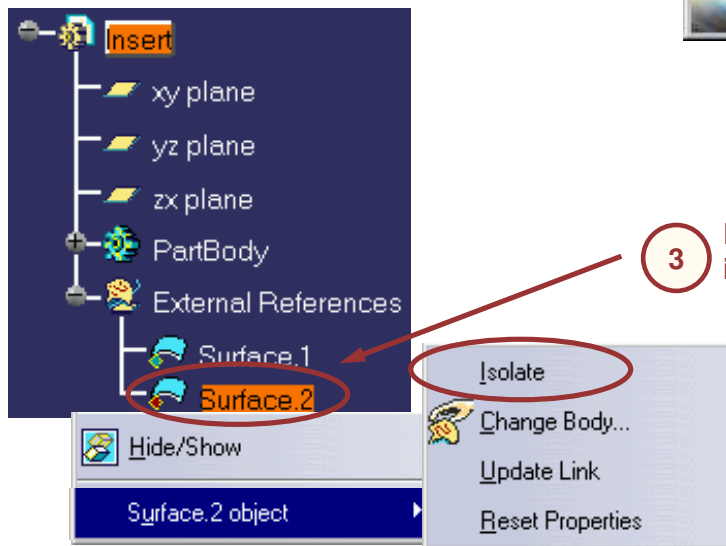 Insert
xy plane
yz plane
zx plane
PartBody
External References
Surface.1
Surface.2
3
Isolate
Change Body...
Update Link
Reset Properties
Hide/Show
Surface.2 object